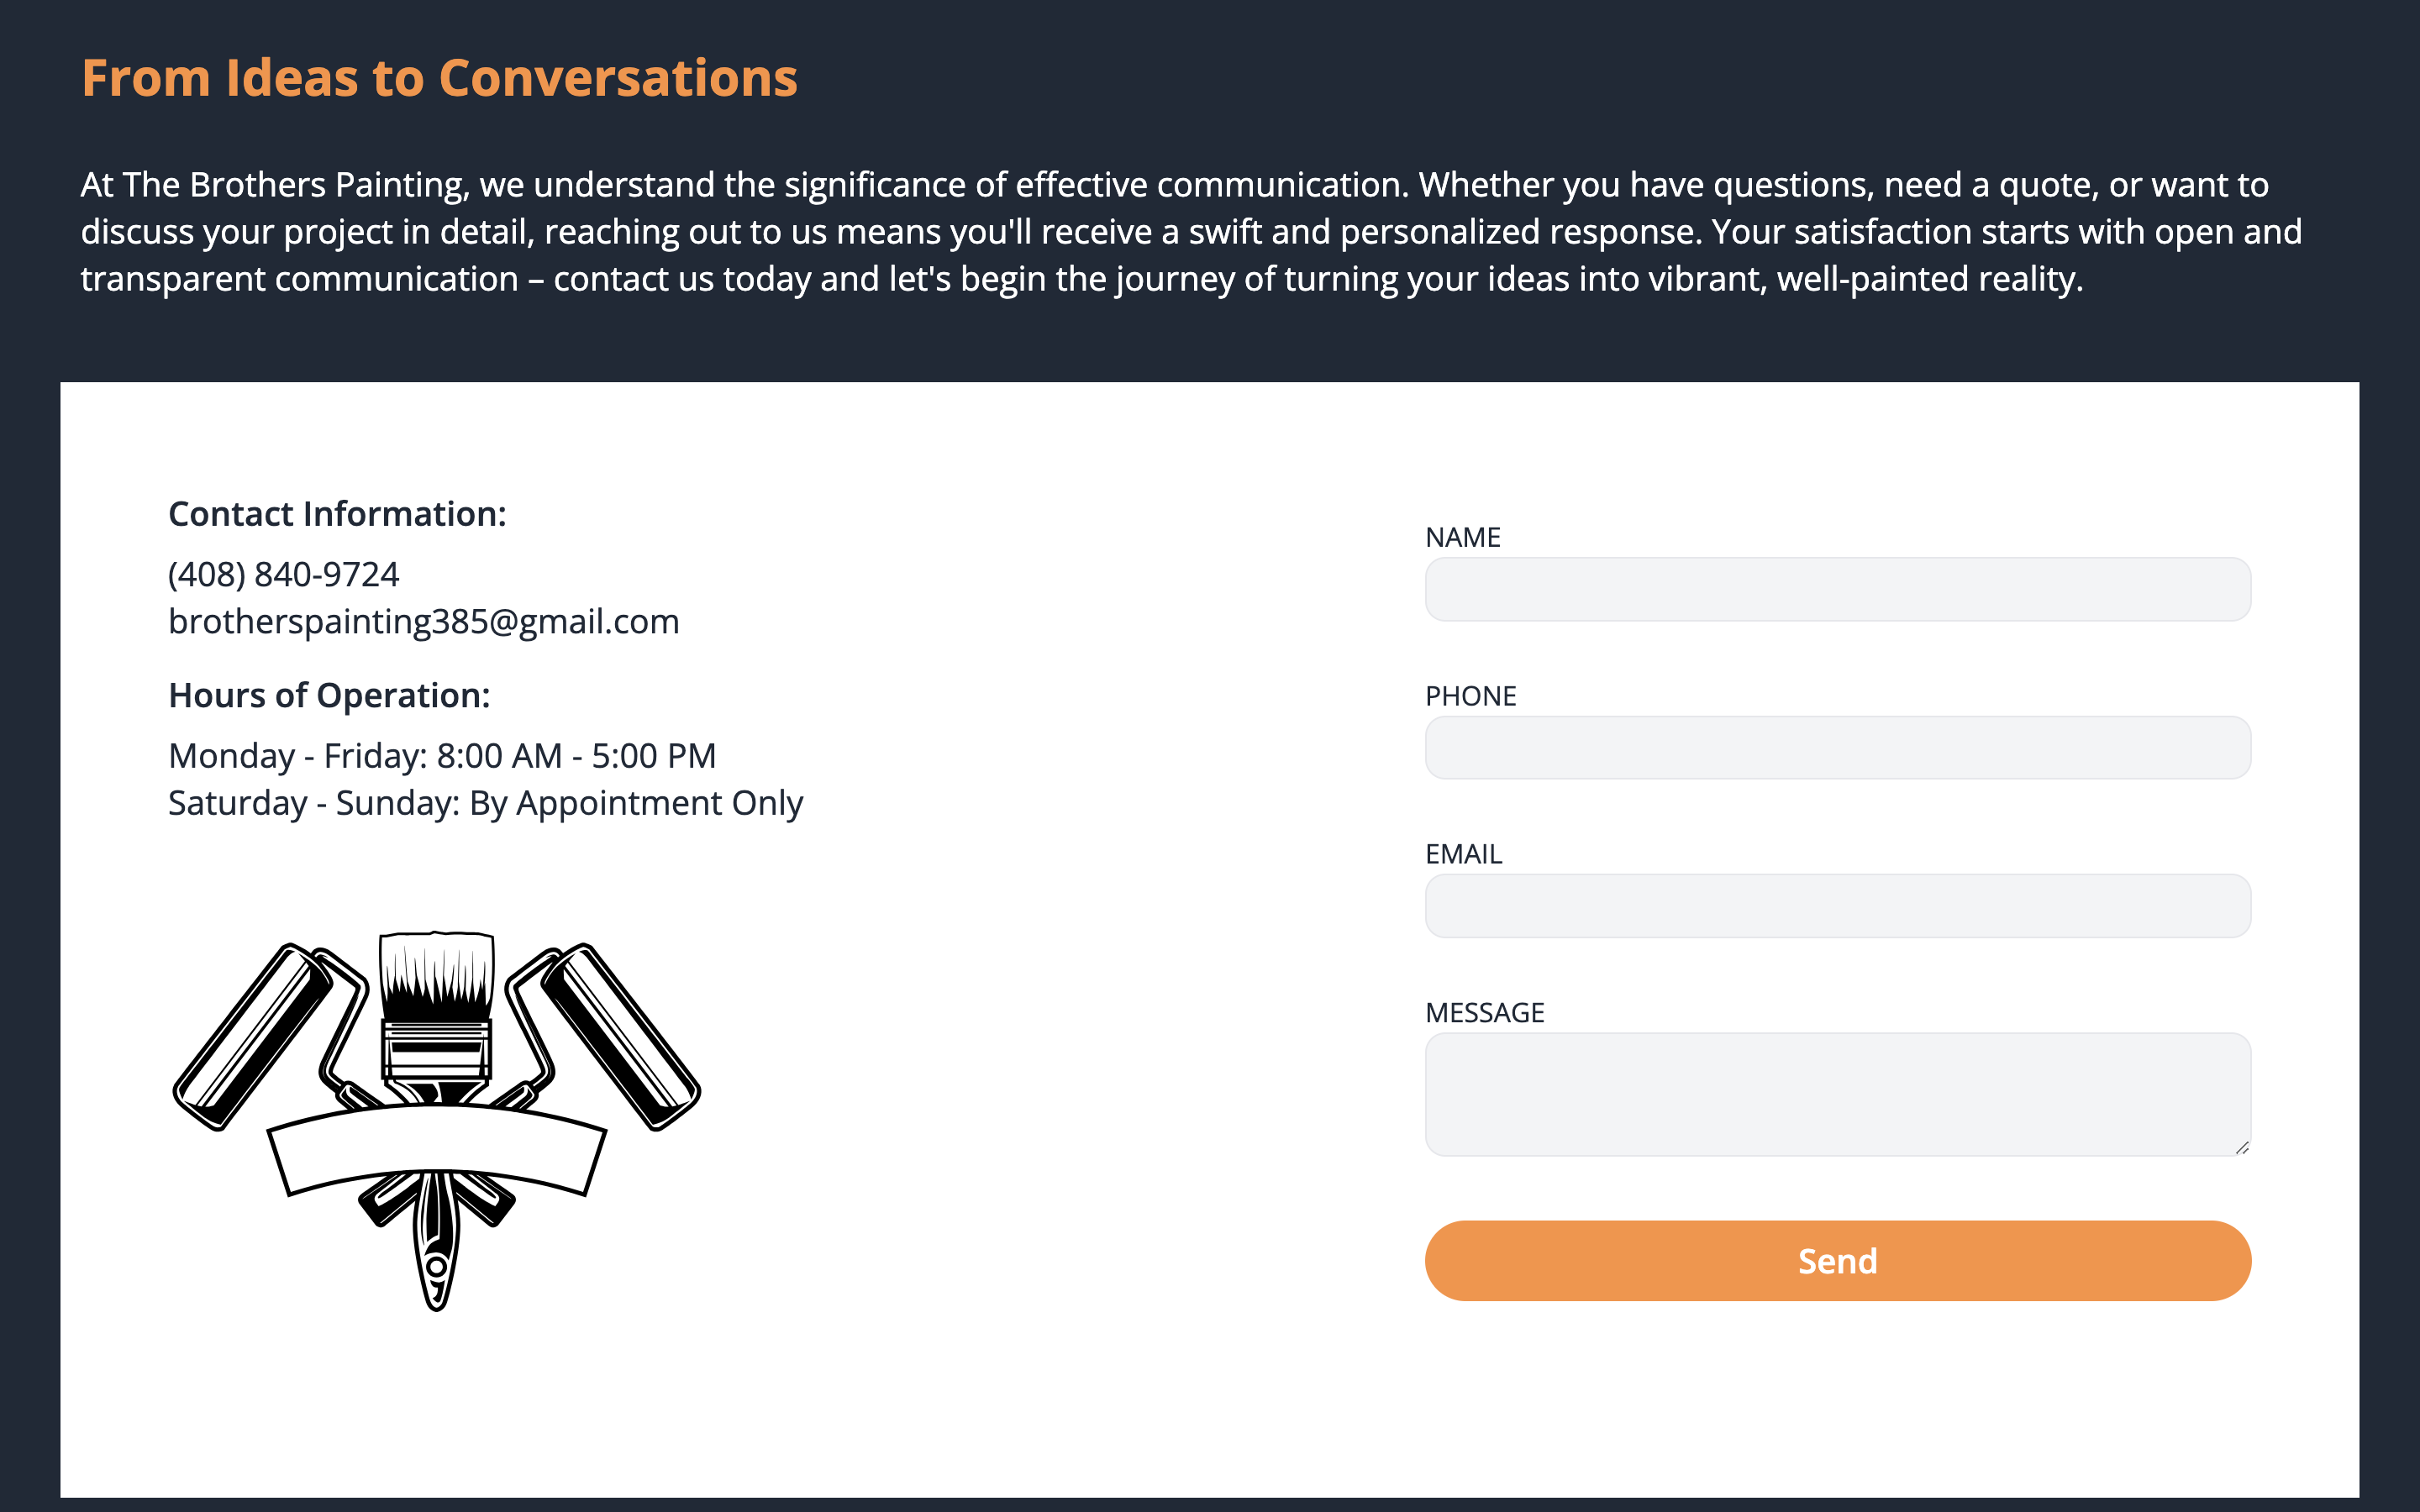 From Ideas to Conversations
At The Brothers Painting, we understand the significance of effective communication. Whether you have questions, need a quote, or want to
discuss your project in detail, reaching out to us means you'll receive a swift and personalized response. Your satisfaction starts with open and
transparent communication – contact us today and let's begin the journey of turning your ideas into vibrant, well-painted reality.
Contact Information:
(408) 840-9724
brotherspainting385@gmail.com
Hours of Operation:
Monday - Friday: 8:00 AM - 5:00 PM
Saturday - Sunday: By Appointment Only
NAME
PHONE
EMAIL
MESSAGE
Send